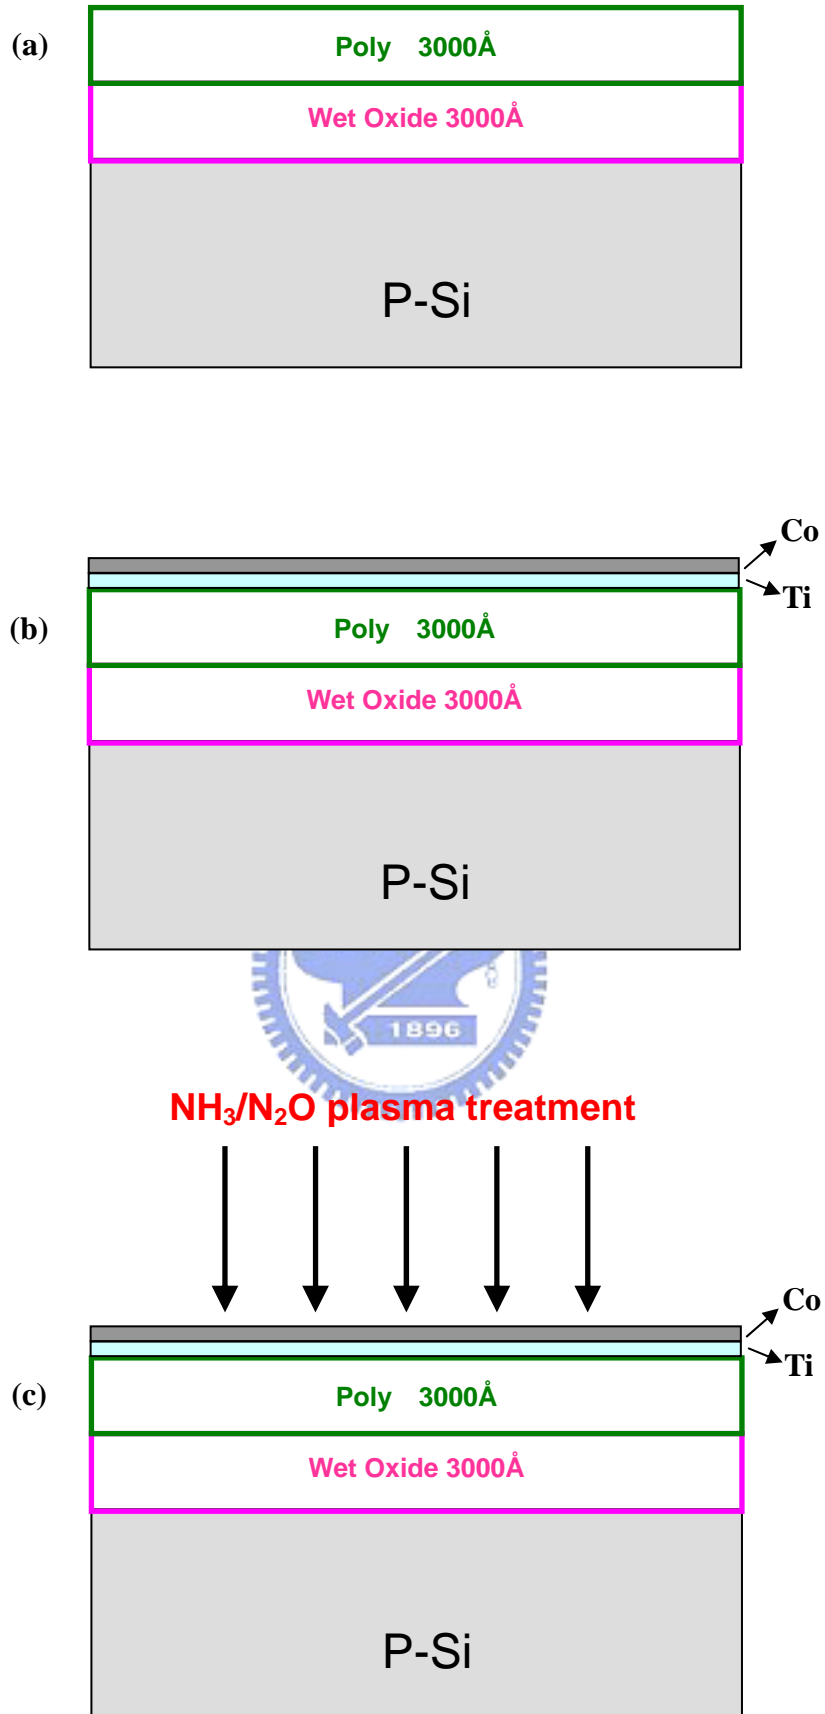 (a)
Poly 3000Å
Wet Oxide 3000Å
P-Si
Co
Ti
(b)
Poly 3000Å
Wet Oxide 3000Å
P-Si
1896
NH₃/N₂O plasma treatment
Co
Ti
(c)
Poly 3000Å
Wet Oxide 3000Å
P-Si